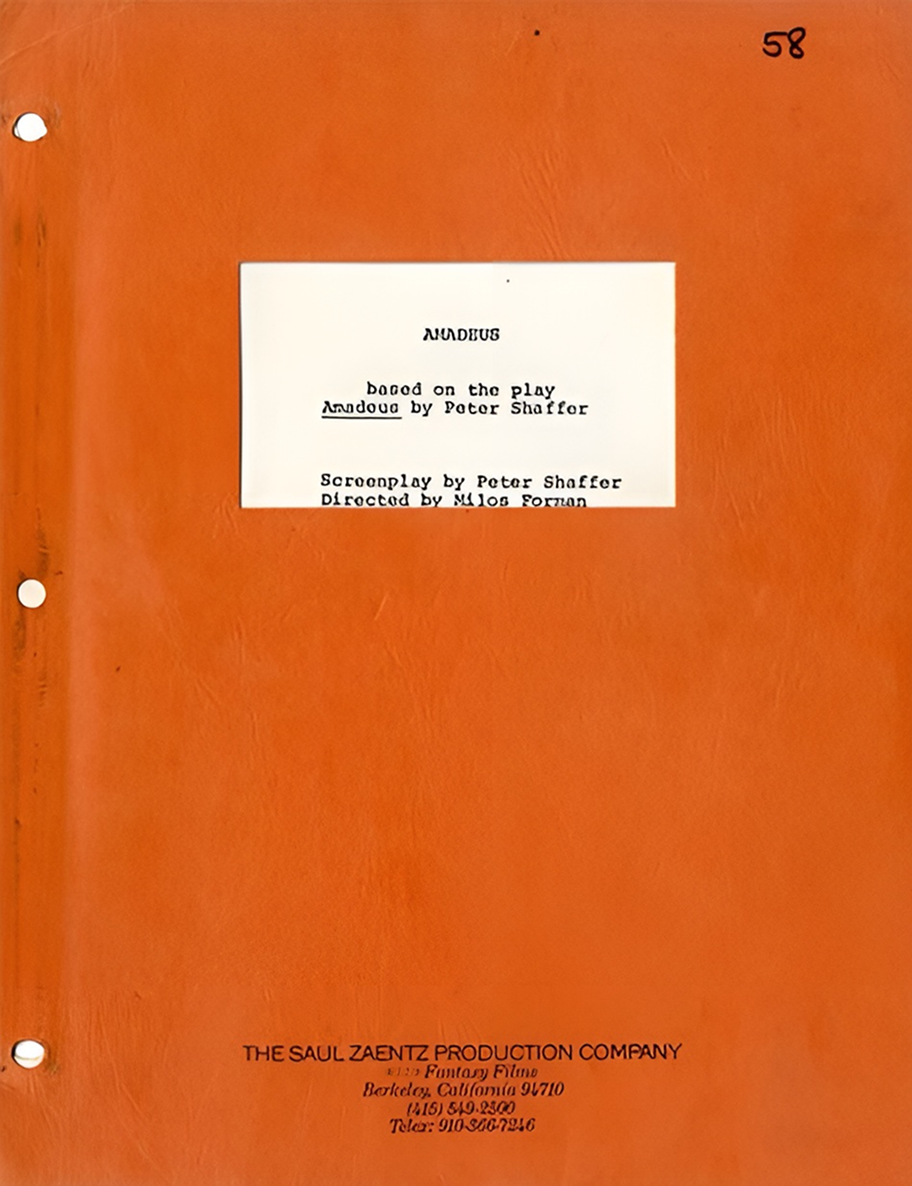 58
AMADEUS
based on the play
Amadeus by Peter Shaffer
Screenplay by Peter Shaffer
Directed by Milos Forman
THE SAUL ZAENTZ PRODUCTION COMPANY
Fantasy Films
Berkeley, California 94710
(415) 549-2500
Telex: 910-366-7246